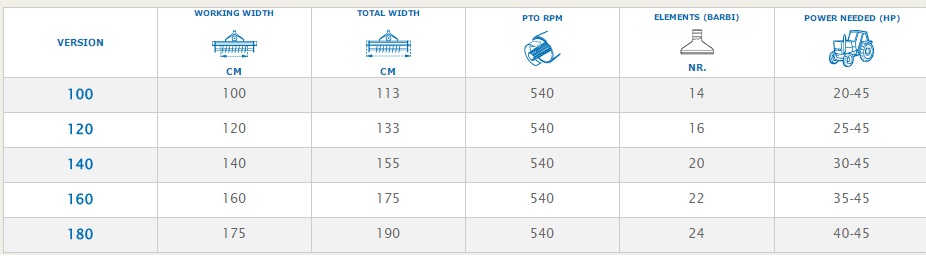 VERSION WORKING WIDTH CM TOTAL WIDTH CM PTO RPM ELEMENTS (BARBI) NR. POWER NEEDED (HP)
100 100 113 540 14 20-45
120 120 133 540 16 25-45
140 140 155 540 20 30-45
160 160 175 540 22 35-45
180 175 190 540 24 40-45